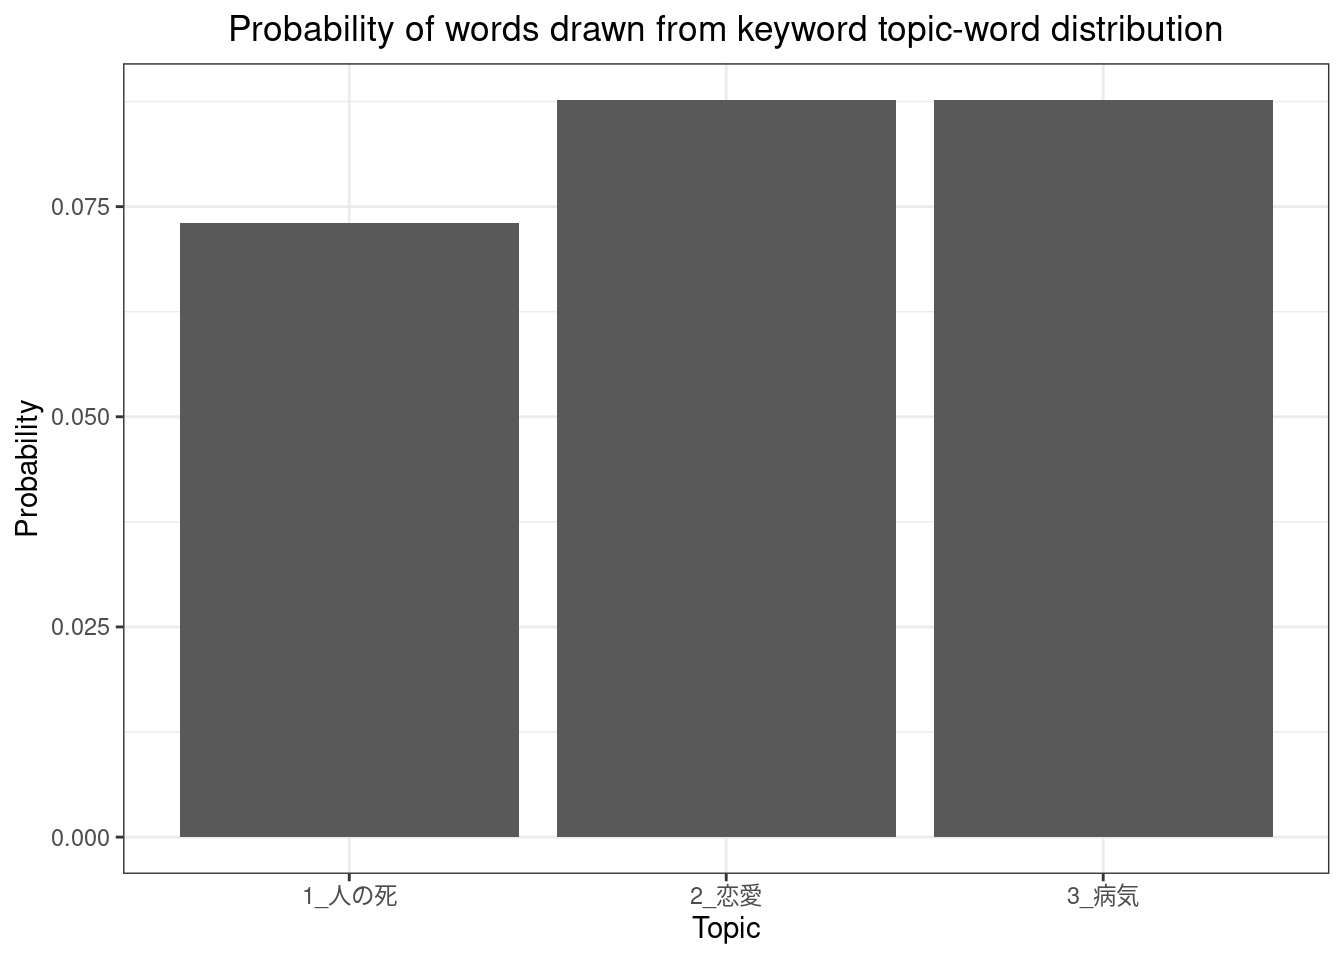 Probability of words drawn from keyword topic-word distribution
Probability
0.075
0.050
0.025
0.000
1_人の死
2_恋愛
3_病気
Topic